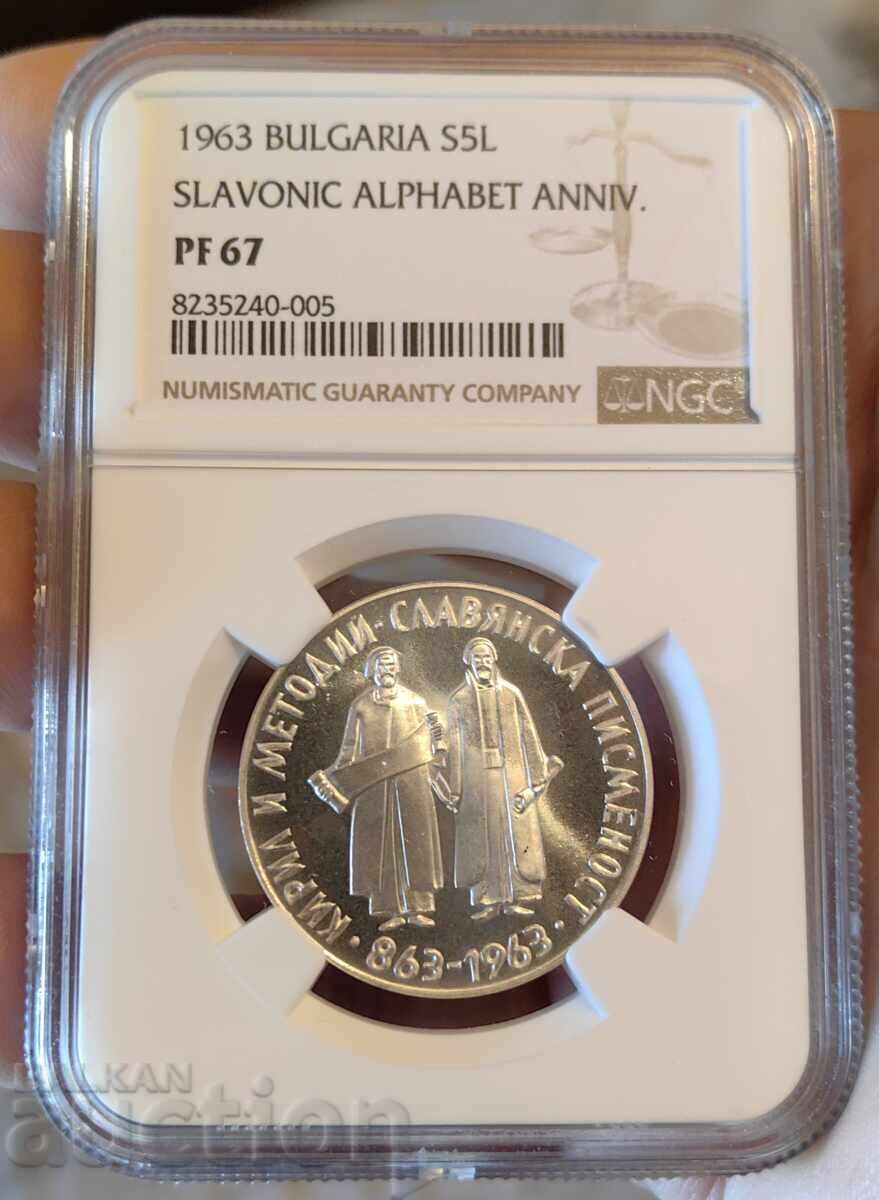 1963 BULGARIA S5L
SLAVONIC ALPHABET ANNIV.
PF 67
8235240-005
NUMISMATIC GUARANTY COMPANY
NGC
КИРИЛ И МЕТОДИЙ · СЛАВЯНСКА ПИСМЕНОСТ
· 863-1963 ·
BALKAN
auction